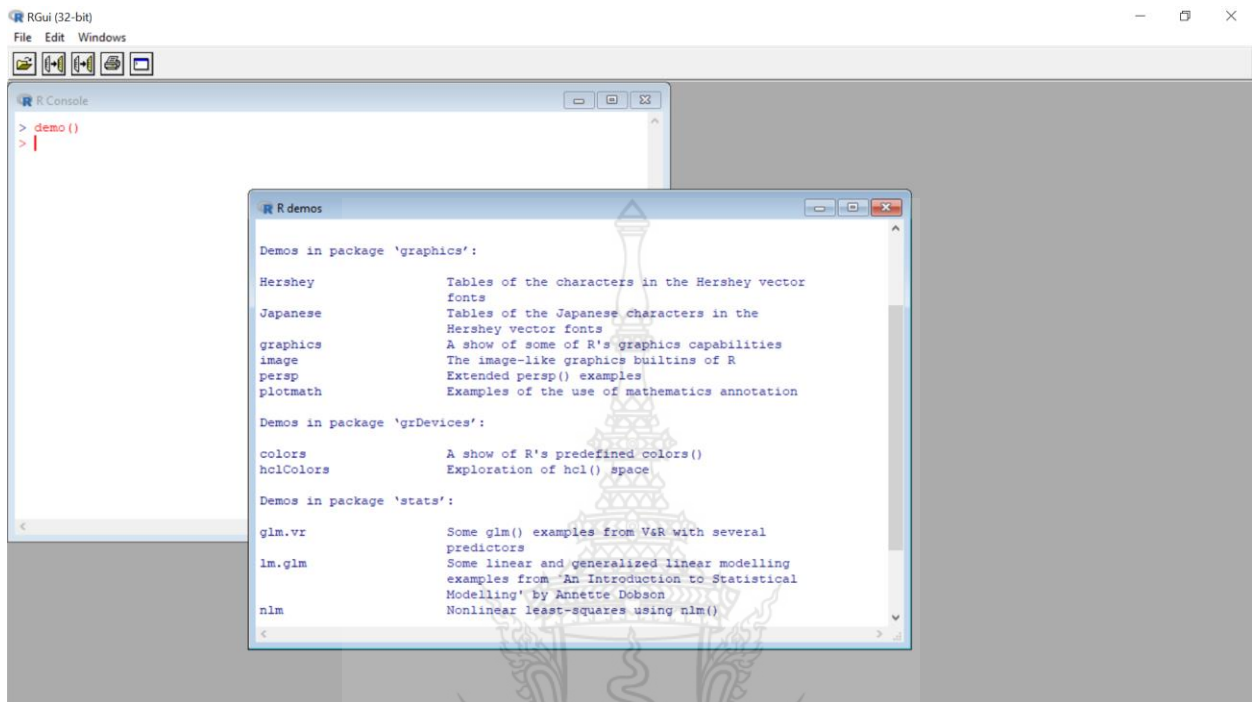 RGui (32-bit)
File Edit Windows
R Console
> demo()
>
R demos
Demos in package ‘graphics’:
Hershey Tables of the characters in the Hershey vector
fonts
Japanese Tables of the Japanese characters in the
Hershey vector fonts
graphics A show of some of R's graphics capabilities
image The image-like graphics builtins of R
persp Extended persp() examples
plotmath Examples of the use of mathematics annotation
Demos in package ‘grDevices’:
colors A show of R's predefined colors()
hclColors Exploration of hcl() space
Demos in package ‘stats’:
glm.vr Some glm() examples from V&R with several
predictors
lm.glm Some linear and generalized linear modelling
examples from 'An Introduction to Statistical
Modelling' by Annette Dobson
nlm Nonlinear least-squares using nlm()